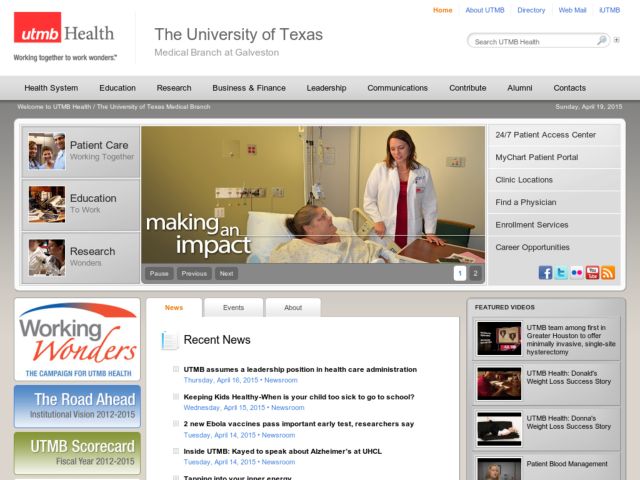 Home
About UTMB
Directory
Web Mail
iUTMB
utmb Health
Working together to work wonders.™
The University of Texas
Medical Branch at Galveston
Search UTMB Health
Health System
Education
Research
Business & Finance
Leadership
Communications
Contribute
Alumni
Contacts
Welcome to UTMB Health / The University of Texas Medical Branch
Sunday, April 19, 2015
Patient Care
Working Together
Education
To Work
Research
Wonders
making an
impact
Pause
Previous
Next
1
2
24/7 Patient Access Center
MyChart Patient Portal
Clinic Locations
Find a Physician
Enrollment Services
Career Opportunities
Working
Wonders
THE CAMPAIGN FOR UTMB HEALTH
The Road Ahead
Institutional Vision 2012-2015
UTMB Scorecard
Fiscal Year 2012-2015
News
Events
About
Recent News
UTMB assumes a leadership position in health care administration
Thursday, April 16, 2015 • Newsroom
Keeping Kids Healthy-When is your child too sick to go to school?
Wednesday, April 15, 2015 • Newsroom
2 new Ebola vaccines pass important early test, researchers say
Tuesday, April 14, 2015 • Newsroom
Inside UTMB: Kayed to speak about Alzheimer's at UHCL
Tuesday, April 14, 2015 • Newsroom
Tapping into your inner energy
FEATURED VIDEOS
UTMB team among first in
Greater Houston to offer
minimally invasive, single-site
hysterectomy
UTMB Health: Donald's
Weight Loss Success Story
UTMB Health: Donna's
Weight Loss Success Story
Patient Blood Management